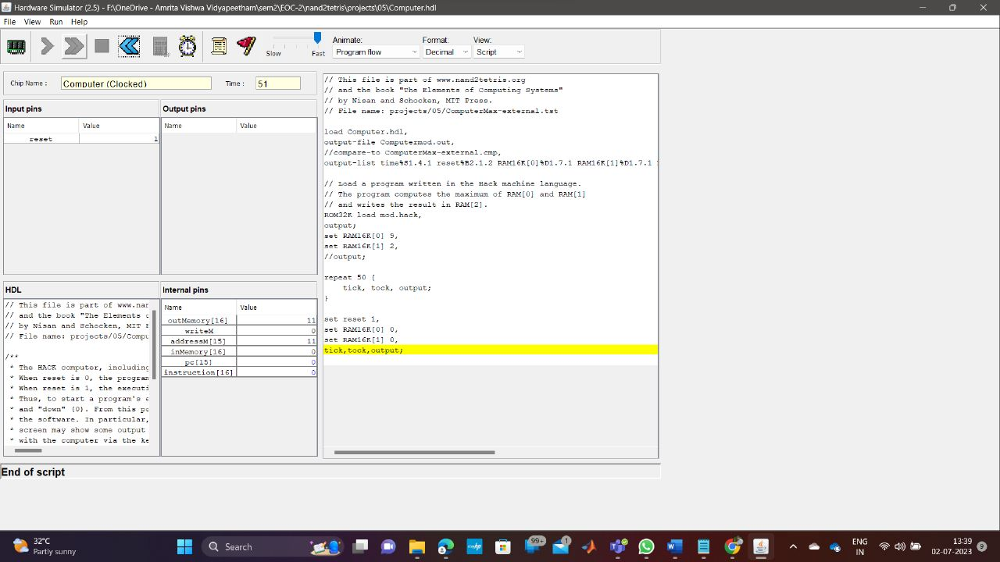 Hardware Simulator (2.5) - F:\OneDrive - Amrita Vishwa Vidyapeetham\sem2\EOC-2\nand2tetris\projects\05\Computer.hdl
File View Run Help
Slow Fast
Animate: Format: View:
Program flow Decimal Script
Chip Name : Computer (Clocked) Time : 51
Input pins Output pins
Name Value Name Value
reset 1
HDL Internal pins
// This file is part of www.nan
// and the book "The Elements o
// by Nisan and Schocken, MIT P
// File name: projects/05/Compu
/**
* The HACK computer, including
* When reset is 0, the program
* When reset is 1, the executi
* Thus, to start a program's e
* and "down" (0). From this po
* the software. In particular,
* screen may show some output
* with the computer via the ke
Name Value
outMemory[16] 11
writeM 0
addressM[15] 11
inMemory[16] 0
pc[15] 0
instruction[16] 0
// This file is part of www.nand2tetris.org
// and the book "The Elements of Computing Systems"
// by Nisan and Schocken, MIT Press.
// File name: projects/05/ComputerMax-external.tst
load Computer.hdl,
output-file Computermod.out,
//compare-to ComputerMax-external.cmp,
output-list time%S1.4.1 reset%B2.1.2 RAM16K[0]%D1.7.1 RAM16K[1]%D1.7.1
// Load a program written in the Hack machine language.
// The program computes the maximum of RAM[0] and RAM[1]
// and writes the result in RAM[2].
ROM32K load mod.hack,
output;
set RAM16K[0] 9,
set RAM16K[1] 2,
//output;
repeat 50 {
tick, tock, output;
}
set reset 1,
set RAM16K[0] 0,
set RAM16K[1] 0,
tick,tock,output;
End of script
32°C
Partly sunny
Search
myhp
99+
1
ENG
IN
13:39
02-07-2023
9